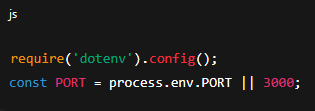 js
require('dotenv').config();
const PORT = process.env.PORT || 3000;